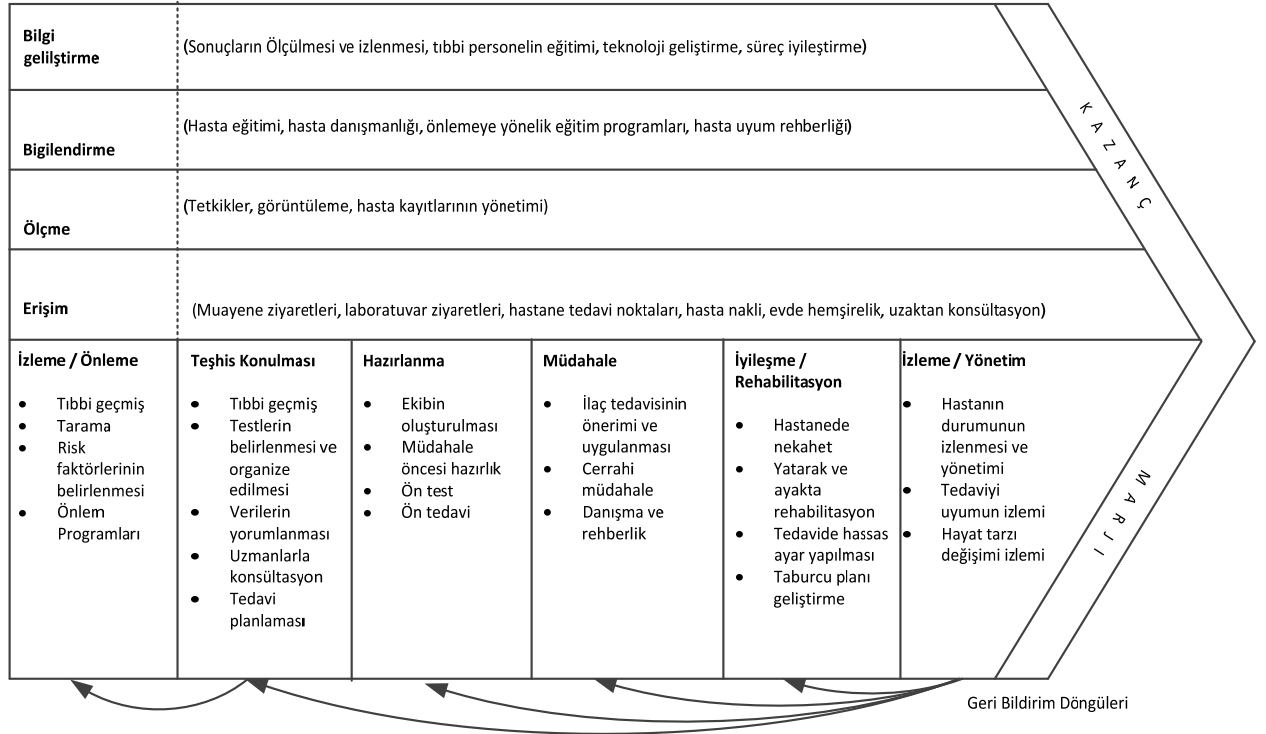 Bilgi
gelilştirme
(Sonuçların Ölçülmesi ve izlenmesi, tıbbi personelin eğitimi, teknoloji geliştirme, süreç iyileştirme)
Bigilendirme
(Hasta eğitimi, hasta danışmanlığı, önlemeye yönelik eğitim programları, hasta uyum rehberliği)
Ölçme
(Tetkikler, görüntüleme, hasta kayıtlarının yönetimi)
Erişim
(Muayene ziyaretleri, laboratuvar ziyaretleri, hastane tedavi noktaları, hasta nakli, evde hemşirelik, uzaktan konsültasyon)
KAZANÇ
MARJI
İzleme / Önleme
• Tıbbi geçmiş
• Tarama
• Risk
faktörlerinin
belirlenmesi
• Önlem
Programları
Teşhis Konulması
• Tıbbi geçmiş
• Testlerin
belirlenmesi ve
organize
edilmesi
• Verilerin
yorumlanması
• Uzmanlarla
konsültasyon
• Tedavi
planlaması
Hazırlanma
• Ekibin
oluşturulması
• Müdahale
öncesi hazırlık
• Ön test
• Ön tedavi
Müdahale
• İlaç tedavisinin
önerimi ve
uygulanması
• Cerrahi
müdahale
• Danışma ve
rehberlik
İyileşme /
Rehabilitasyon
• Hastanede
nekahet
• Yatarak ve
ayakta
rehabilitasyon
• Tedavide hassas
ayar yapılması
• Taburcu planı
geliştirme
İzleme / Yönetim
• Hastanın
durumunun
izlenmesi ve
yönetimi
• Tedaviyi
uyumun izlemi
• Hayat tarzı
değişimi izlemi
Geri Bildirim Döngüleri